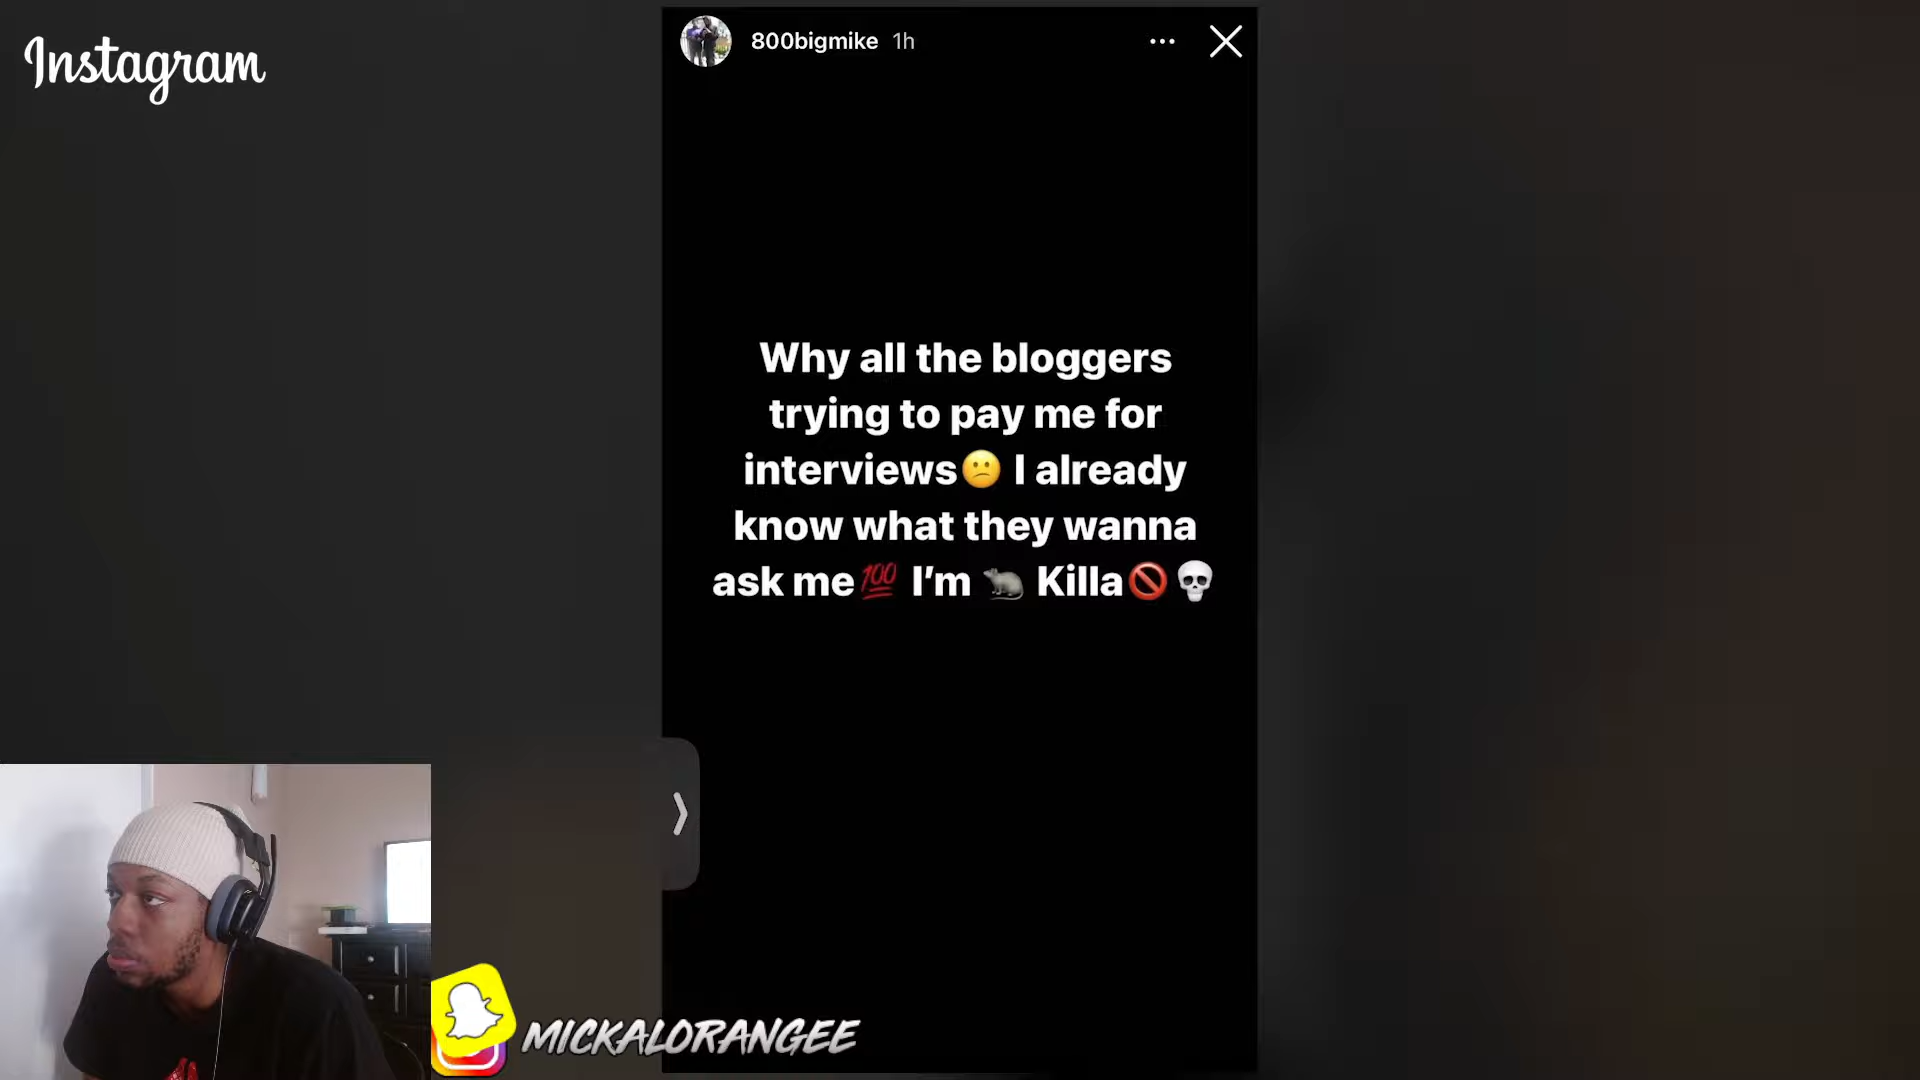 Instagram
800bigmike 1h
Why all the bloggers
trying to pay me for
interviews😕 I already
know what they wanna
ask me💯 I'm 🐀 Killa🚫💀
MICKALORANGEE